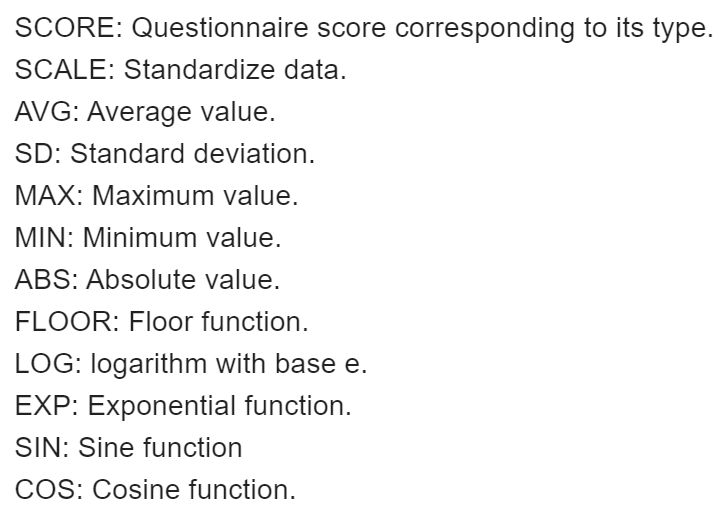 SCORE: Questionnaire score corresponding to its type.
SCALE: Standardize data.
AVG: Average value.
SD: Standard deviation.
MAX: Maximum value.
MIN: Minimum value.
ABS: Absolute value.
FLOOR: Floor function.
LOG: logarithm with base e.
EXP: Exponential function.
SIN: Sine function
COS: Cosine function.